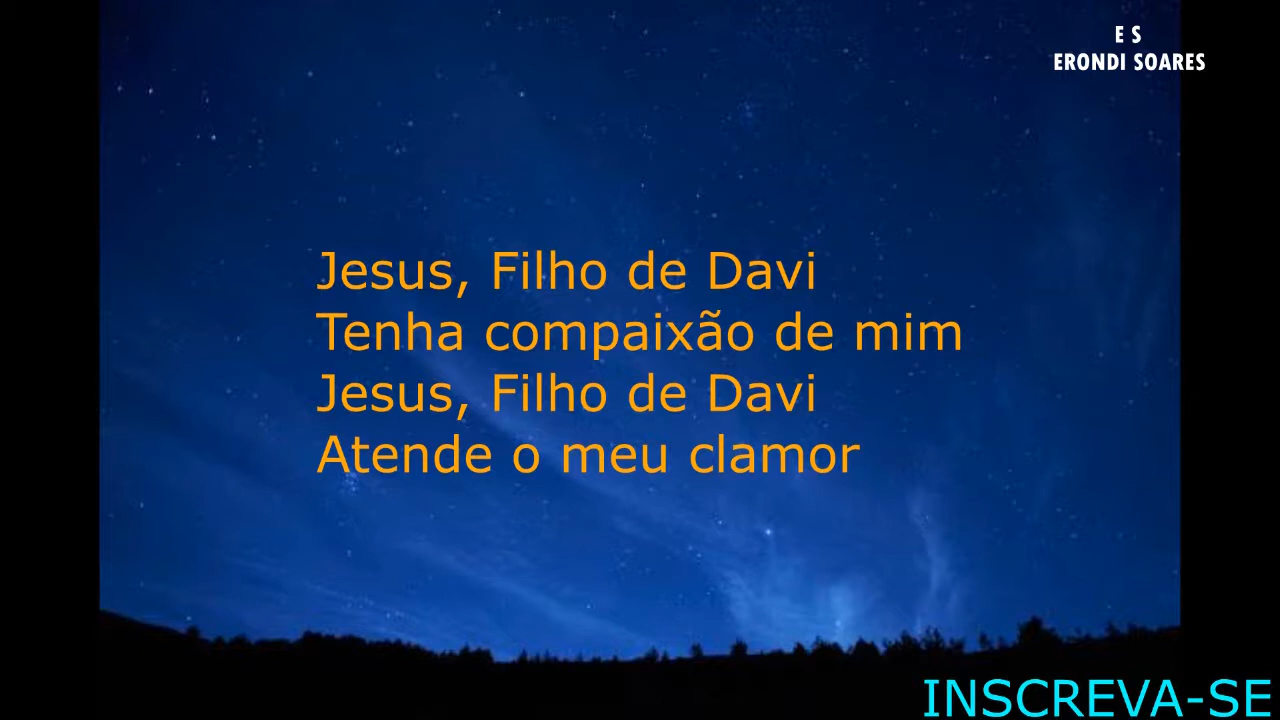 E S
ERONDI SOARES
Jesus, Filho de Davi
Tenha compaixão de mim
Jesus, Filho de Davi
Atende o meu clamor
INSCREVA-SE